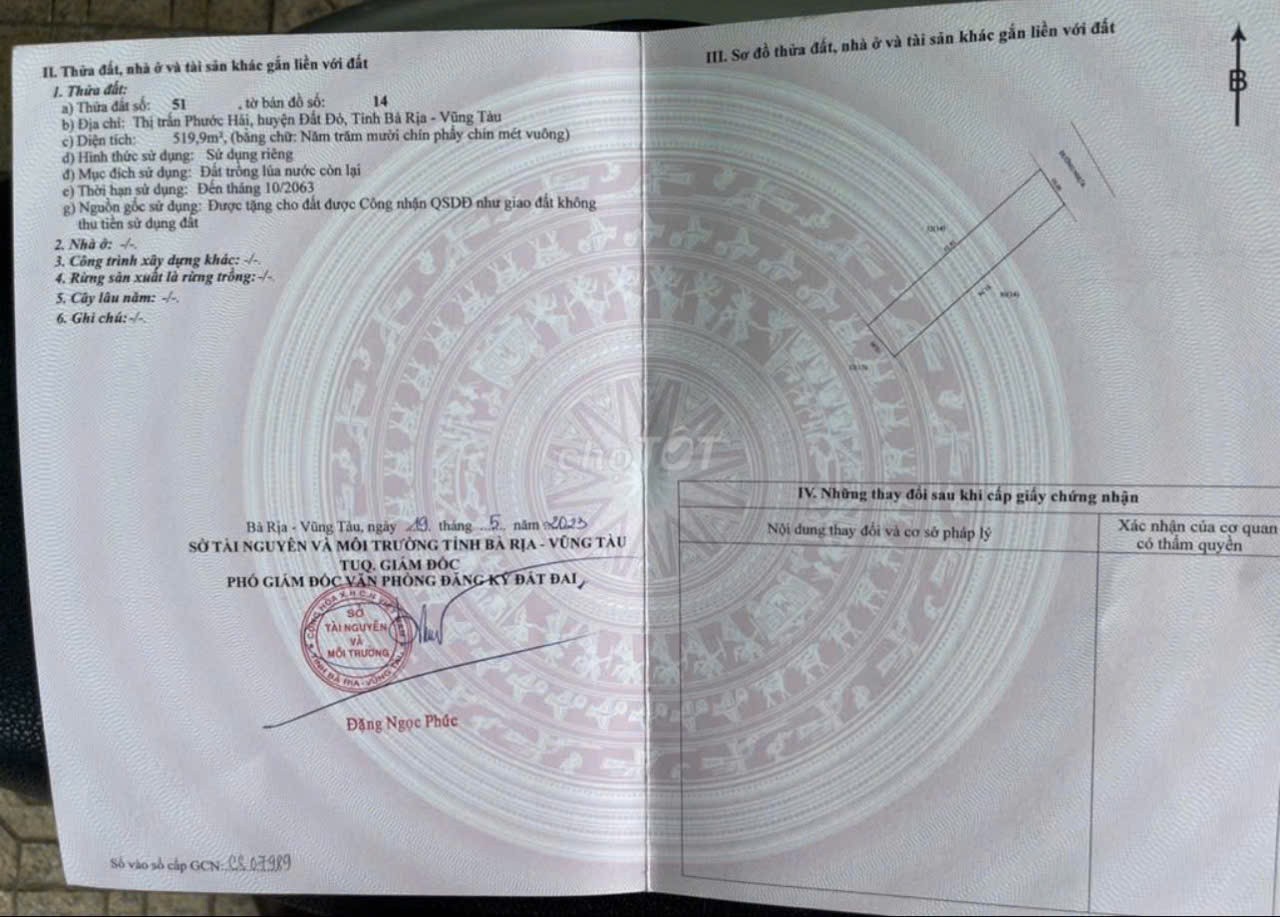 II. Thửa đất, nhà ở và tài sản khác gắn liền với đất
1. Thửa đất:
a) Thửa đất số: 51 , tờ bản đồ số: 14
b) Địa chỉ: Thị trấn Phước Hải, huyện Đất Đỏ, Tỉnh Bà Rịa - Vũng Tàu
c) Diện tích: 519,9m², (bằng chữ: Năm trăm mười chín phẩy chín mét vuông)
d) Hình thức sử dụng: Sử dụng riêng
đ) Mục đích sử dụng: Đất trồng lúa nước còn lại
e) Thời hạn sử dụng: Đến tháng 10/2063
g) Nguồn gốc sử dụng: Được tặng cho đất được Công nhận QSDĐ như giao đất không
thu tiền sử dụng đất
2. Nhà ở: -/-.
3. Công trình xây dựng khác: -/-.
4. Rừng sản xuất là rừng trồng: -/-.
5. Cây lâu năm: -/-.
6. Ghi chú: -/-.
Bà Rịa - Vũng Tàu, ngày 19 tháng 5 năm 2023
SỞ TÀI NGUYÊN VÀ MÔI TRƯỜNG TỈNH BÀ RỊA - VŨNG TÀU
TUQ. GIÁM ĐỐC
PHÓ GIÁM ĐỐC VĂN PHÒNG ĐĂNG KÝ ĐẤT ĐAI
CỘNG HÒA X.H.C.N VIỆT NAM
SỞ
TÀI NGUYÊN
VÀ
MÔI TRƯỜNG
TỈNH BÀ RỊA - VŨNG TÀU
Đặng Ngọc Phúc
Số vào sổ cấp GCN: CS 07989
III. Sơ đồ thửa đất, nhà ở và tài sản khác gắn liền với đất
B
chợTỐT
IV. Những thay đổi sau khi cấp giấy chứng nhận
Nội dung thay đổi và cơ sở pháp lý
Xác nhận của cơ quan
có thẩm quyền